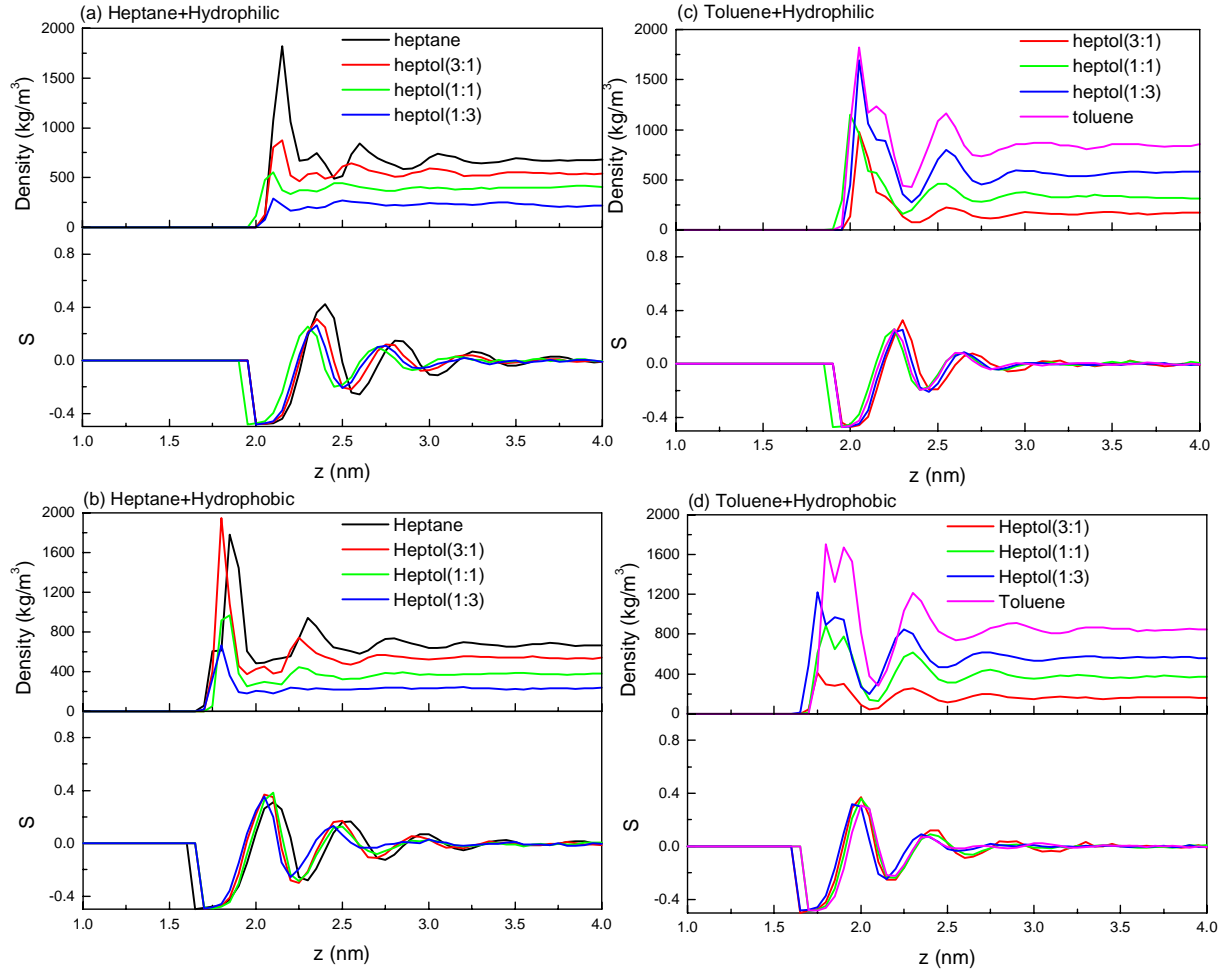 (a) Heptane+Hydrophilic
heptane
heptol(3:1)
heptol(1:1)
heptol(1:3)
Density (kg/m³)
2000
1500
1000
500
0
0.8
0.4
0.0
-0.4
S
1.0 1.5 2.0 2.5 3.0 3.5 4.0
z (nm)
(c) Toluene+Hydrophilic
heptol(3:1)
heptol(1:1)
heptol(1:3)
toluene
Density (kg/m³)
2000
1500
1000
500
0
0.8
0.4
0.0
-0.4
S
1.0 1.5 2.0 2.5 3.0 3.5 4.0
z (nm)
(b) Heptane+Hydrophobic
Heptane
Heptol(3:1)
Heptol(1:1)
Heptol(1:3)
Density (kg/m³)
2000
1600
1200
800
400
0
0.8
0.4
0.0
-0.4
S
1.0 1.5 2.0 2.5 3.0 3.5 4.0
z (nm)
(d) Toluene+Hydrophobic
Heptol(3:1)
Heptol(1:1)
Heptol(1:3)
Toluene
Density (kg/m³)
2000
1600
1200
800
400
0
0.8
0.4
0.0
-0.4
S
1.0 1.5 2.0 2.5 3.0 3.5 4.0
z (nm)